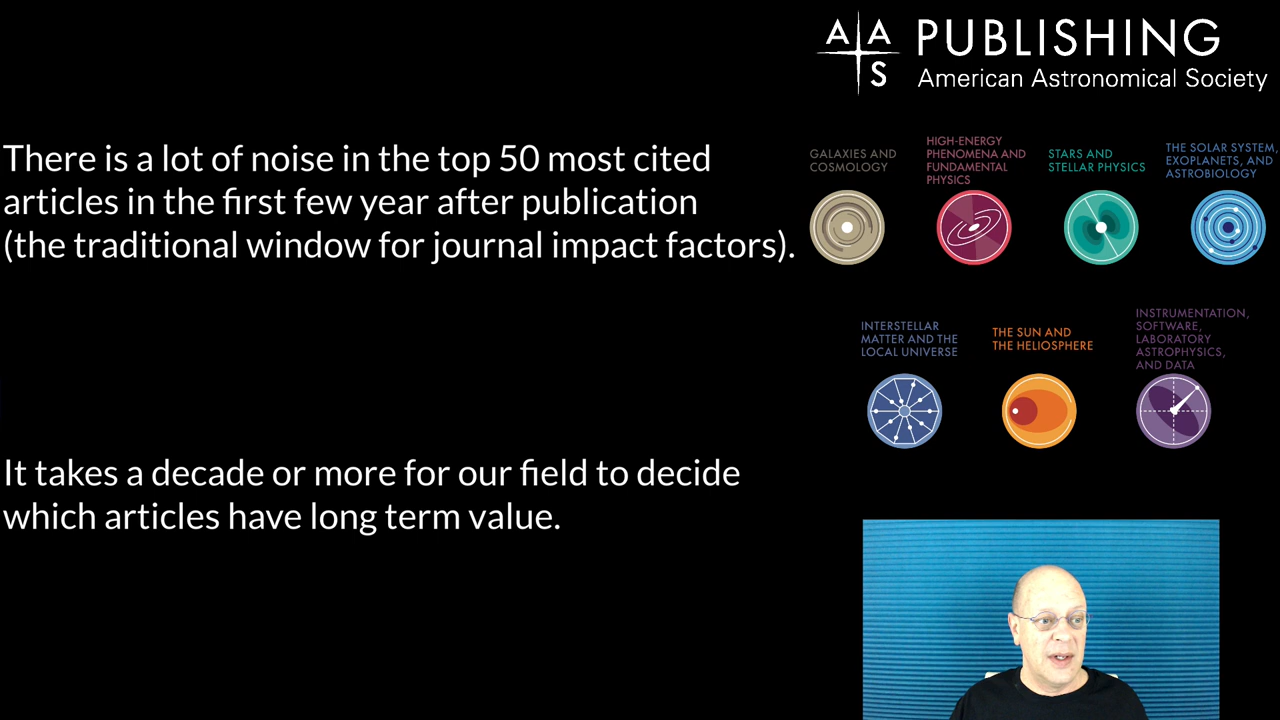 A A
S
PUBLISHING
American Astronomical Society
There is a lot of noise in the top 50 most cited
articles in the first few year after publication
(the traditional window for journal impact factors).
It takes a decade or more for our field to decide
which articles have long term value.
GALAXIES AND
COSMOLOGY
HIGH-ENERGY
PHENOMENA AND
FUNDAMENTAL
PHYSICS
STARS AND
STELLAR PHYSICS
THE SOLAR SYSTEM,
EXOPLANETS, AND
ASTROBIOLOGY
INTERSTELLAR
MATTER AND THE
LOCAL UNIVERSE
THE SUN AND
THE HELIOSPHERE
INSTRUMENTATION,
SOFTWARE,
LABORATORY
ASTROPHYSICS,
AND DATA